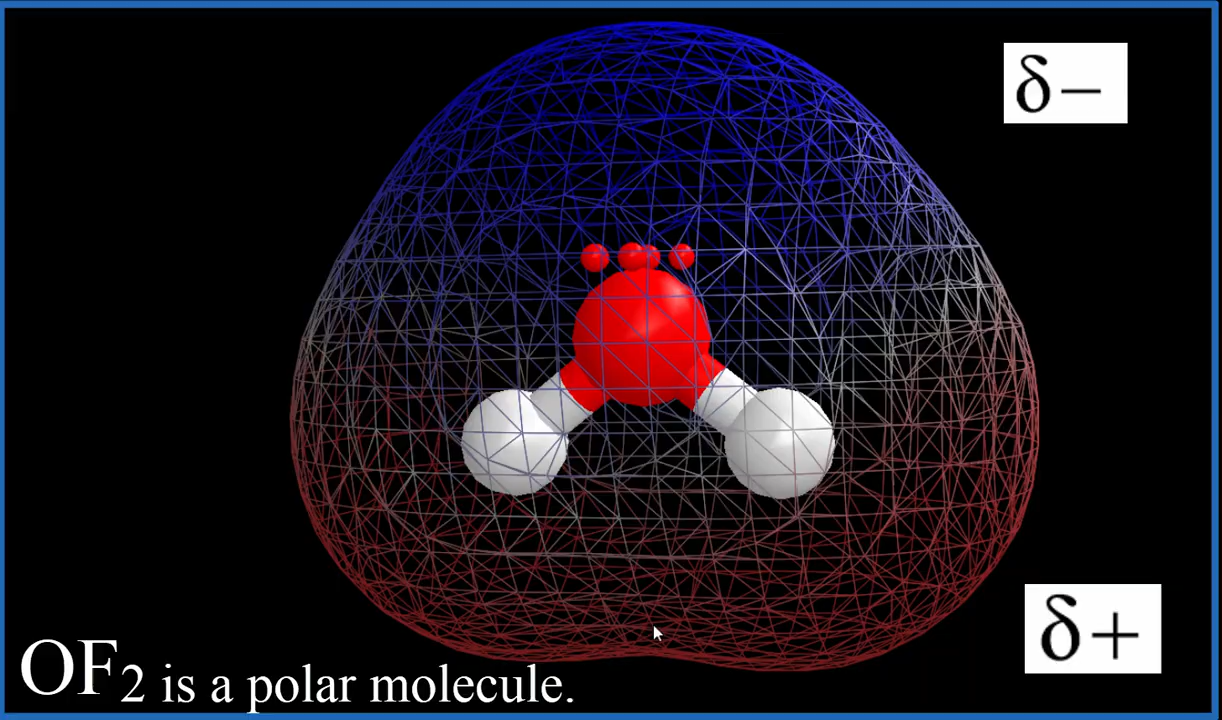 δ−
δ+
OF2 is a polar molecule.